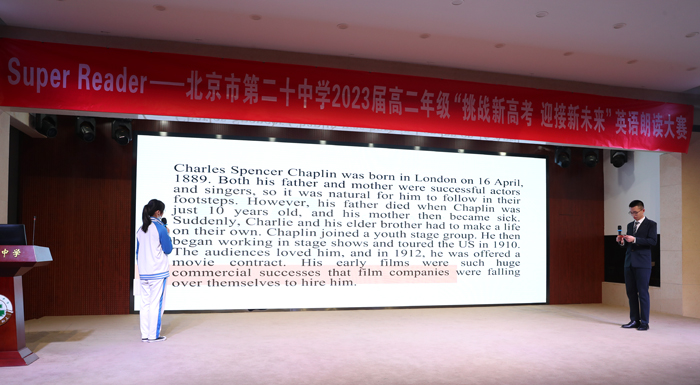 Super Reader——北京市第二十中学2023届高二年级“挑战新高考 迎接新未来”英语朗读大赛
Charles Spencer Chaplin was born in London on 16 April,
1889. Both his father and mother were successful actors
and singers, so it was natural for him to follow in their
footsteps. However, his father died when Chaplin was
just 10 years old, and his mother then became sick.
Suddenly, Charlie and his elder brother had to make a life
on their own. Chaplin joined a youth stage group. He then
began working in stage shows and toured the US in 1910.
The audiences loved him, and in 1912, he was offered a
movie contract. His early films were such huge
commercial successes that film companies were falling
over themselves to hire him.
中学